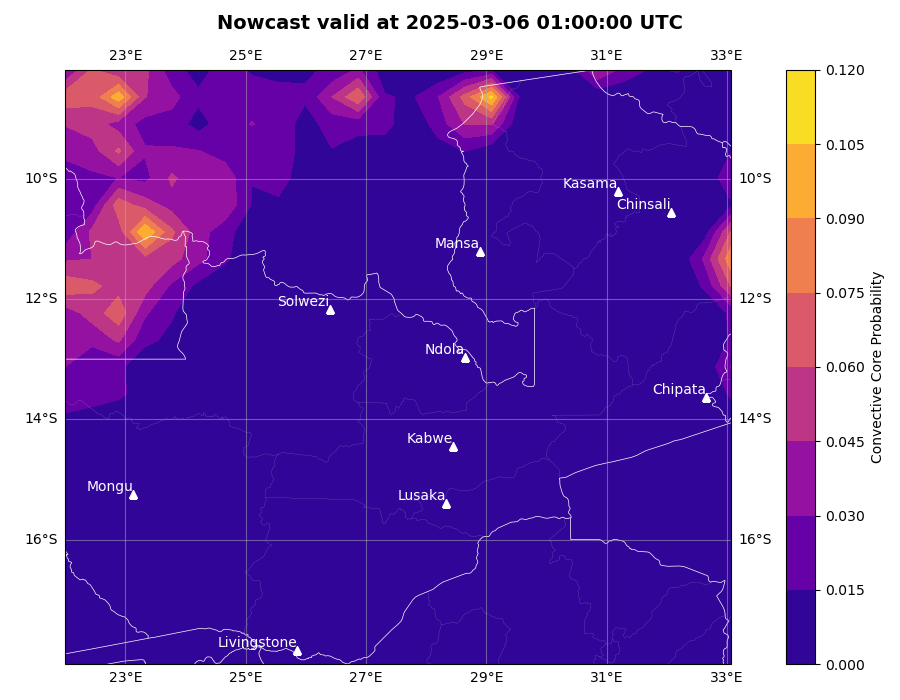 Nowcast valid at 2025-03-06 01:00:00 UTC
23°E 25°E 27°E 29°E 31°E 33°E
0.120
0.105
10°S 10°S
Kasama
Chinsali
0.090
Mansa
0.075
12°S 12°S
Solwezi
0.060
Ndola
Chipata
14°S 14°S
0.045
Kabwe
Mongu
Lusaka
0.030
16°S 16°S
0.015
Livingstone
0.000
23°E 25°E 27°E 29°E 31°E 33°E
Convective Core Probability